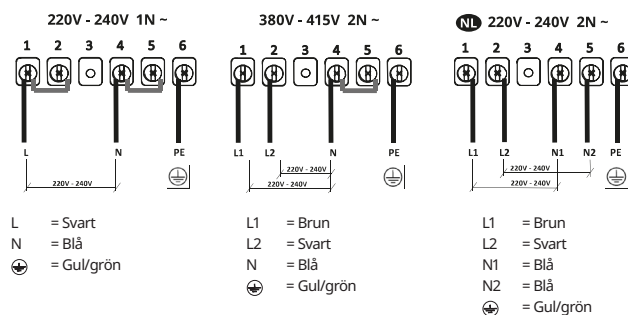 220V - 240V 1N ~
1 2 3 4 5 6
L N PE
220V - 240V
L = Svart
N = Blå
= Gul/grön
380V - 415V 2N ~
1 2 3 4 5 6
L1 L2 N PE
220V - 240V
220V - 240V
L1 = Brun
L2 = Svart
N = Blå
= Gul/grön
NL 220V - 240V 2N ~
1 2 3 4 5 6
L1 L2 N1 N2 PE
220V - 240V
220V - 240V
L1 = Brun
L2 = Svart
N1 = Blå
N2 = Blå
= Gul/grön